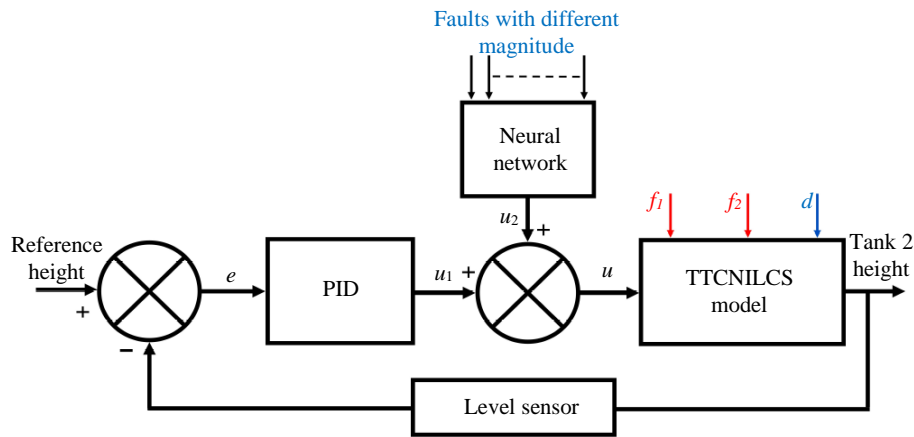 Faults with different
magnitude
Neural
network
u2
+
f1
f2
d
Reference
height
+
−
e
PID
u1
+
u
TTCNILCS
model
Tank 2
height
Level sensor